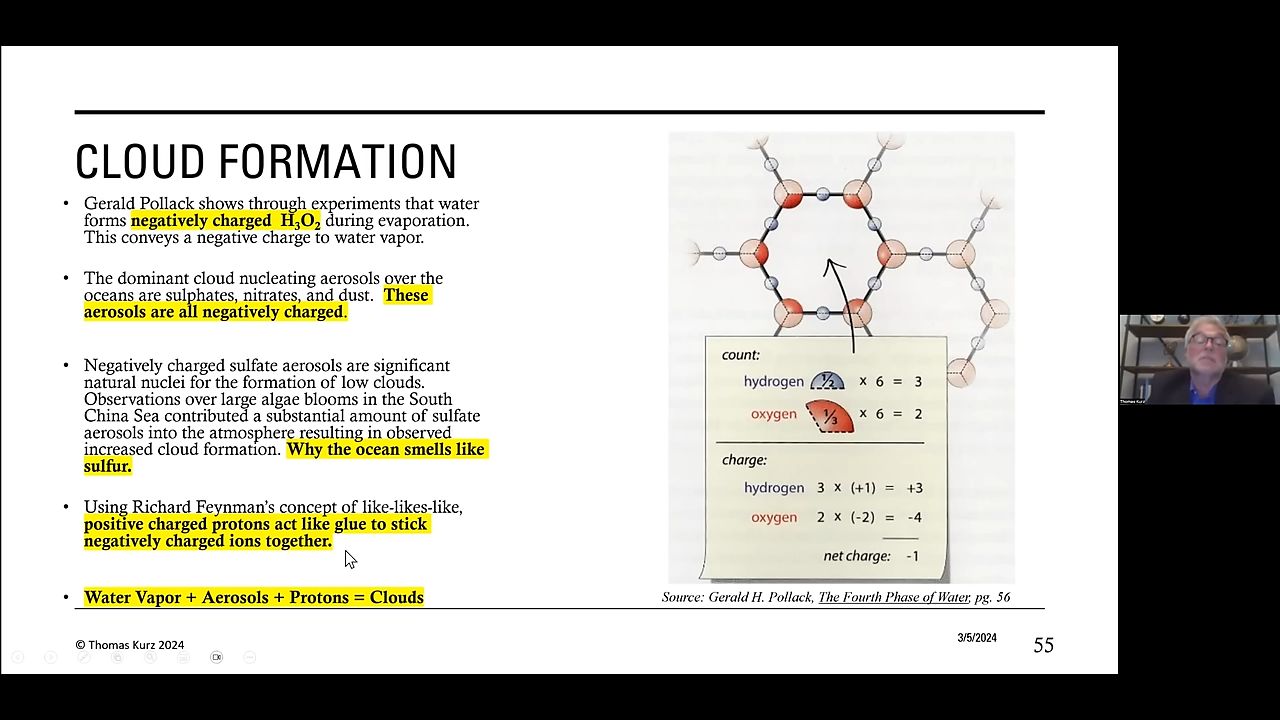 CLOUD FORMATION
• Gerald Pollack shows through experiments that water
forms negatively charged H₃O₂ during evaporation.
This conveys a negative charge to water vapor.
• The dominant cloud nucleating aerosols over the
oceans are sulphates, nitrates, and dust. These
aerosols are all negatively charged.
• Negatively charged sulfate aerosols are significant
natural nuclei for the formation of low clouds.
Observations over large algae blooms in the South
China Sea contributed a substantial amount of sulfate
aerosols into the atmosphere resulting in observed
increased cloud formation. Why the ocean smells like
sulfur.
• Using Richard Feynman's concept of like-likes-like,
positive charged protons act like glue to stick
negatively charged ions together.
• Water Vapor + Aerosols + Protons = Clouds
count:
hydrogen 1/2 x 6 = 3
oxygen 1/3 x 6 = 2
charge:
hydrogen 3 x (+1) = +3
oxygen 2 x (-2) = -4
net charge: -1
Source: Gerald H. Pollack, The Fourth Phase of Water, pg. 56
© Thomas Kurz 2024
3/5/2024
55
Thomas Kurz